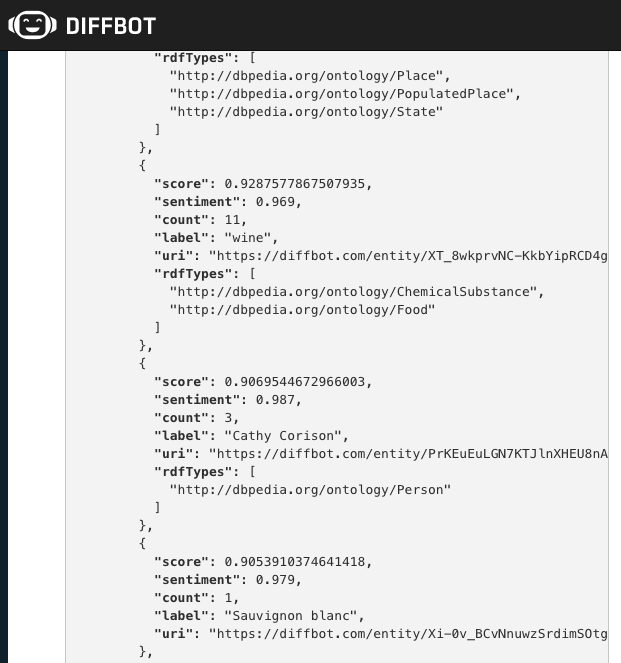 DIFFBOT
"rdfTypes": [
"http://dbpedia.org/ontology/Place",
"http://dbpedia.org/ontology/PopulatedPlace",
"http://dbpedia.org/ontology/State"
]
},
{
"score": 0.9287577867507935,
"sentiment": 0.969,
"count": 11,
"label": "wine",
"uri": "https://diffbot.com/entity/XT_8wkprvNC-KkbYipRCD4g
"rdfTypes": [
"http://dbpedia.org/ontology/ChemicalSubstance",
"http://dbpedia.org/ontology/Food"
]
},
{
"score": 0.9069544672966003,
"sentiment": 0.987,
"count": 3,
"label": "Cathy Corison",
"uri": "https://diffbot.com/entity/PrKEuEuLGN7KTJlnXHEU8nA
"rdfTypes": [
"http://dbpedia.org/ontology/Person"
]
},
{
"score": 0.9053910374641418,
"sentiment": 0.979,
"count": 1,
"label": "Sauvignon blanc",
"uri": "https://diffbot.com/entity/Xi-0v_BCvNnuwzSrdimSOtg
},